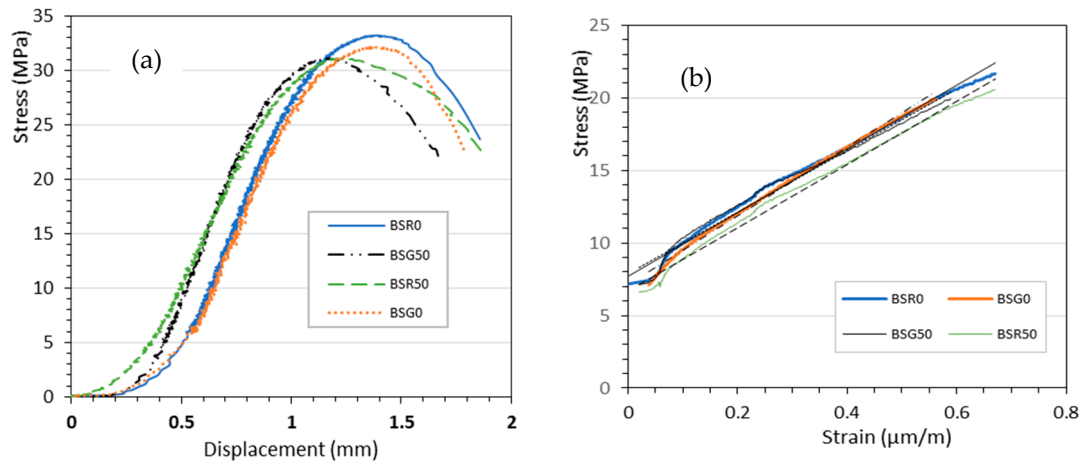 (a)
Stress (MPa)
35
30
25
20
15
10
5
0
BSR0
BSG50
BSR50
BSG0
0
0.5
1
1.5
2
Displacement (mm)
(b)
Stress (MPa)
25
20
15
10
5
0
BSR0
BSG0
BSG50
BSR50
0
0.2
0.4
0.6
0.8
Strain (μm/m)